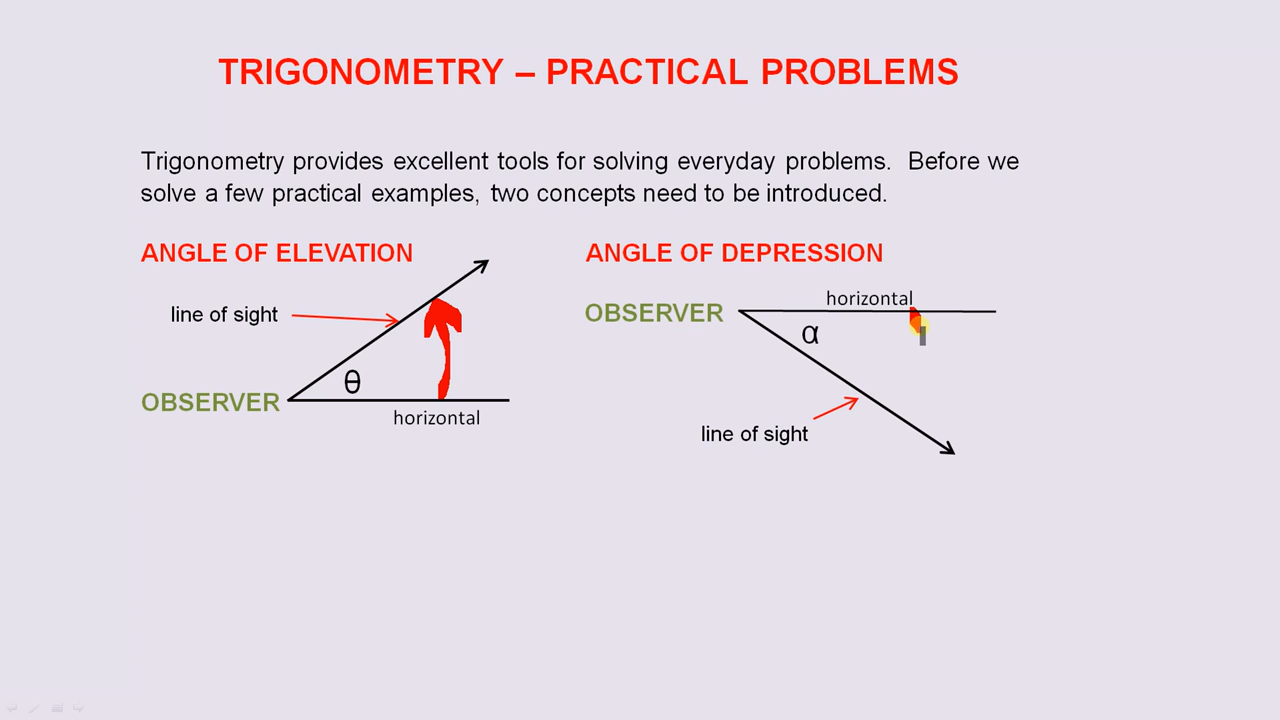 TRIGONOMETRY – PRACTICAL PROBLEMS
Trigonometry provides excellent tools for solving everyday problems. Before we
solve a few practical examples, two concepts need to be introduced.
ANGLE OF ELEVATION
line of sight
θ
OBSERVER
horizontal
ANGLE OF DEPRESSION
horizontal
OBSERVER
α
line of sight